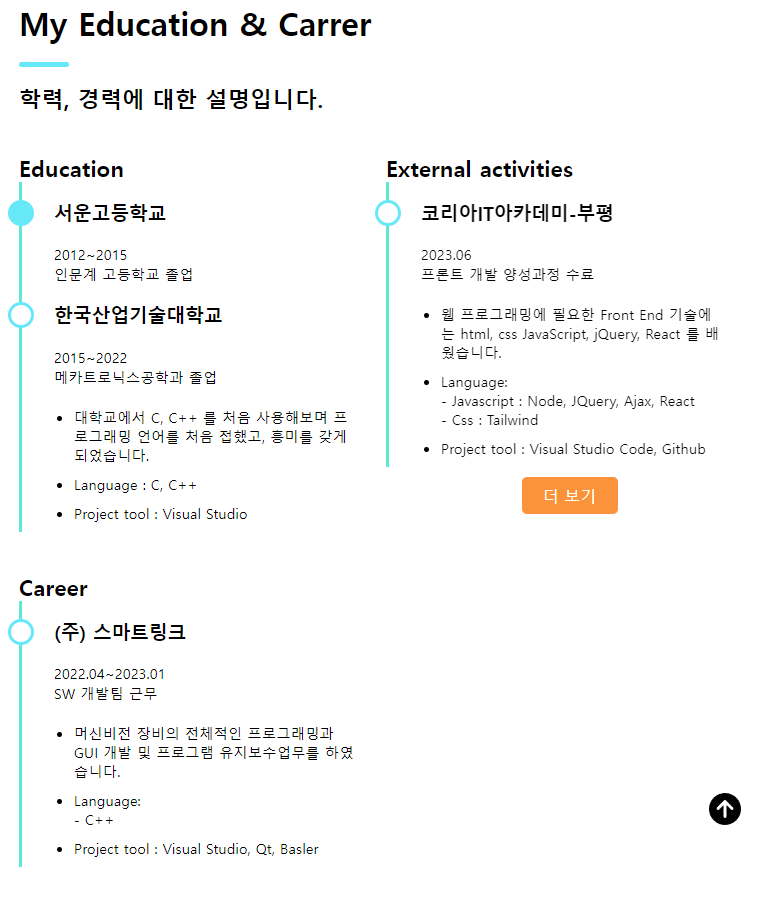 My Education & Carrer
학력, 경력에 대한 설명입니다.
Education
서운고등학교
2012~2015
인문계 고등학교 졸업
한국산업기술대학교
2015~2022
메카트로닉스공학과 졸업
대학교에서 C, C++ 를 처음 사용해보며 프
로그래밍 언어를 처음 접했고, 흥미를 갖게
되었습니다.
Language : C, C++
Project tool : Visual Studio
External activities
코리아IT아카데미-부평
2023.06
프론트 개발 양성과정 수료
웹 프로그래밍에 필요한 Front End 기술에
는 html, css JavaScript, jQuery, React 를 배
웠습니다.
Language:
- Javascript : Node, JQuery, Ajax, React
- Css : Tailwind
Project tool : Visual Studio Code, Github
더 보기
Career
(주) 스마트링크
2022.04~2023.01
SW 개발팀 근무
머신비전 장비의 전체적인 프로그래밍과
GUI 개발 및 프로그램 유지보수업무를 하였
습니다.
Language:
- C++
Project tool : Visual Studio, Qt, Basler